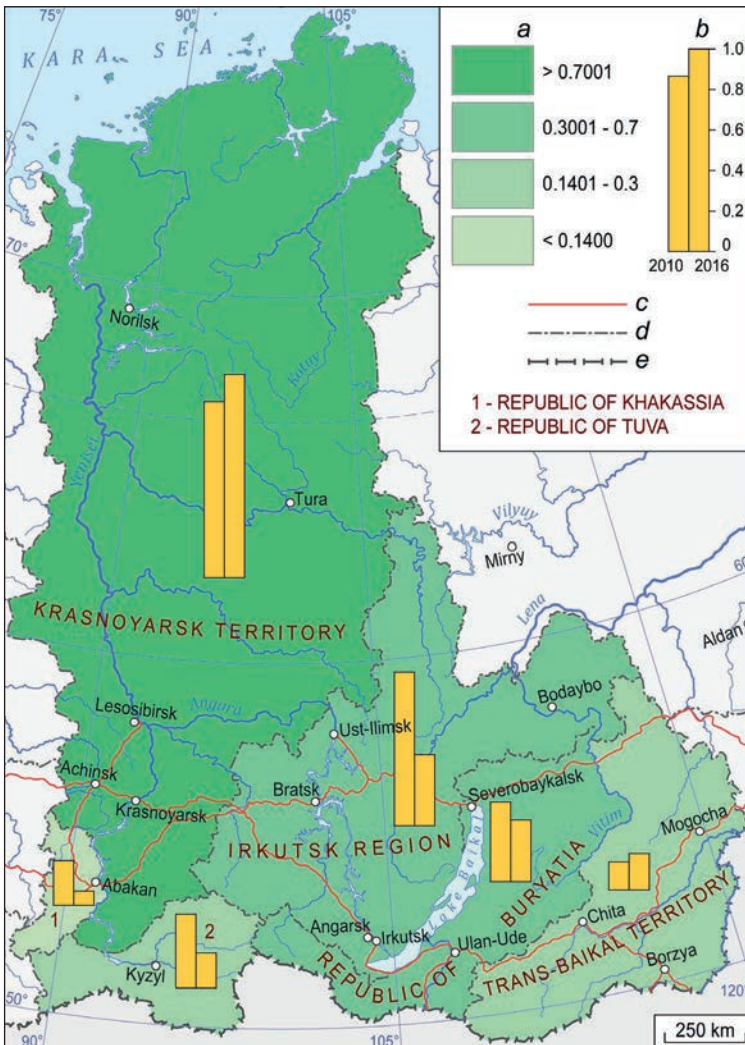 75°
90°
105°
KARA SEA
a
b
> 0.7001
0.3001 - 0.7
0.1401 - 0.3
< 0.1400
1.0
0.8
0.6
0.4
0.2
0
2010
2016
c
d
e
1 - REPUBLIC OF KHAKASSIA
2 - REPUBLIC OF TUVA
70°
70°
Norilsk
Kotuy
Yenisei
Tura
Vilyuy
Mirny
60
Lena
Aldan
KRASNOYARSK TERRITORY
Lesosibirsk
Angara
Ust-Ilimsk
Bodaybo
Achinsk
Krasnoyarsk
Bratsk
Severobaykalsk
Vitim
Mogocha
IRKUTSK REGION
Lake Baikal
BURYATIA
Abakan
1
2
Angarsk
Irkutsk
Ulan-Ude
Chita
Kyzyl
REPUBLIC OF
TRANS-BAIKAL TERRITORY
Borzya
50°
90°
105°
120°
250 km